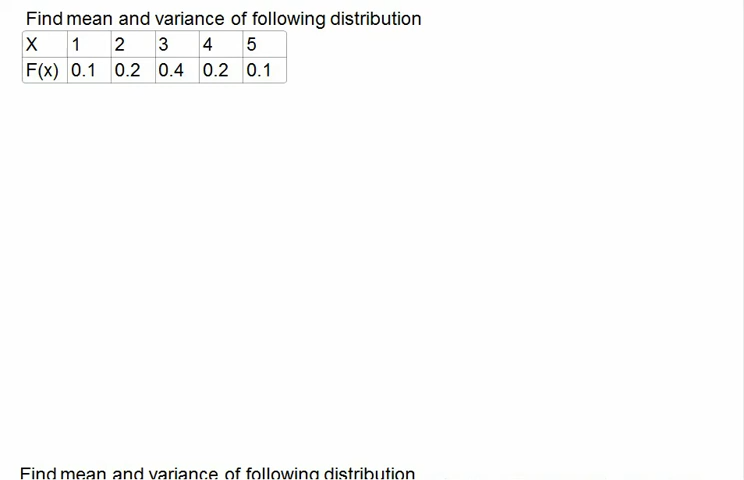 Find mean and variance of following distribution
X 1 2 3 4 5
F(x) 0.1 0.2 0.4 0.2 0.1
Find mean and variance of following distribution